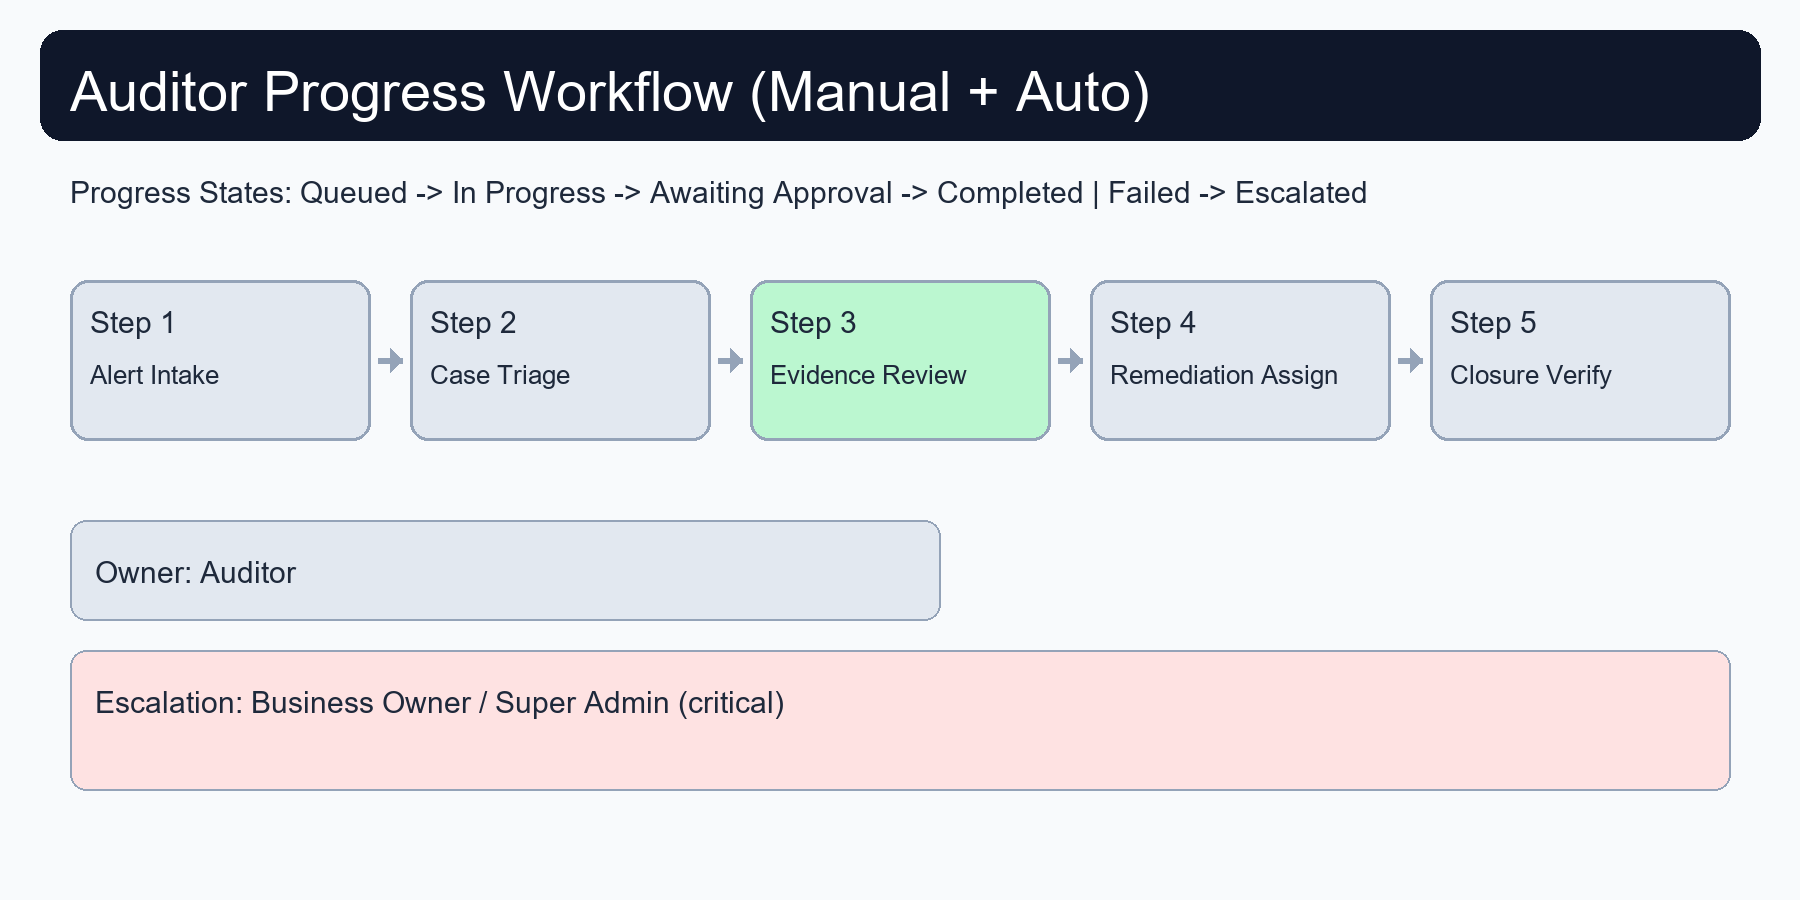 Auditor Progress Workflow (Manual + Auto)
Progress States: Queued -> In Progress -> Awaiting Approval -> Completed | Failed -> Escalated
Step 1
Alert Intake
Step 2
Case Triage
Step 3
Evidence Review
Step 4
Remediation Assign
Step 5
Closure Verify
Owner: Auditor
Escalation: Business Owner / Super Admin (critical)